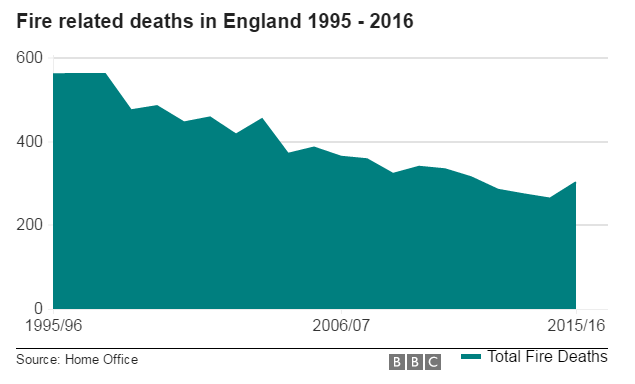 Fire related deaths in England 1995 - 2016
600
400
200
0
1995/96 2006/07 2015/16
Source: Home Office BBC Total Fire Deaths